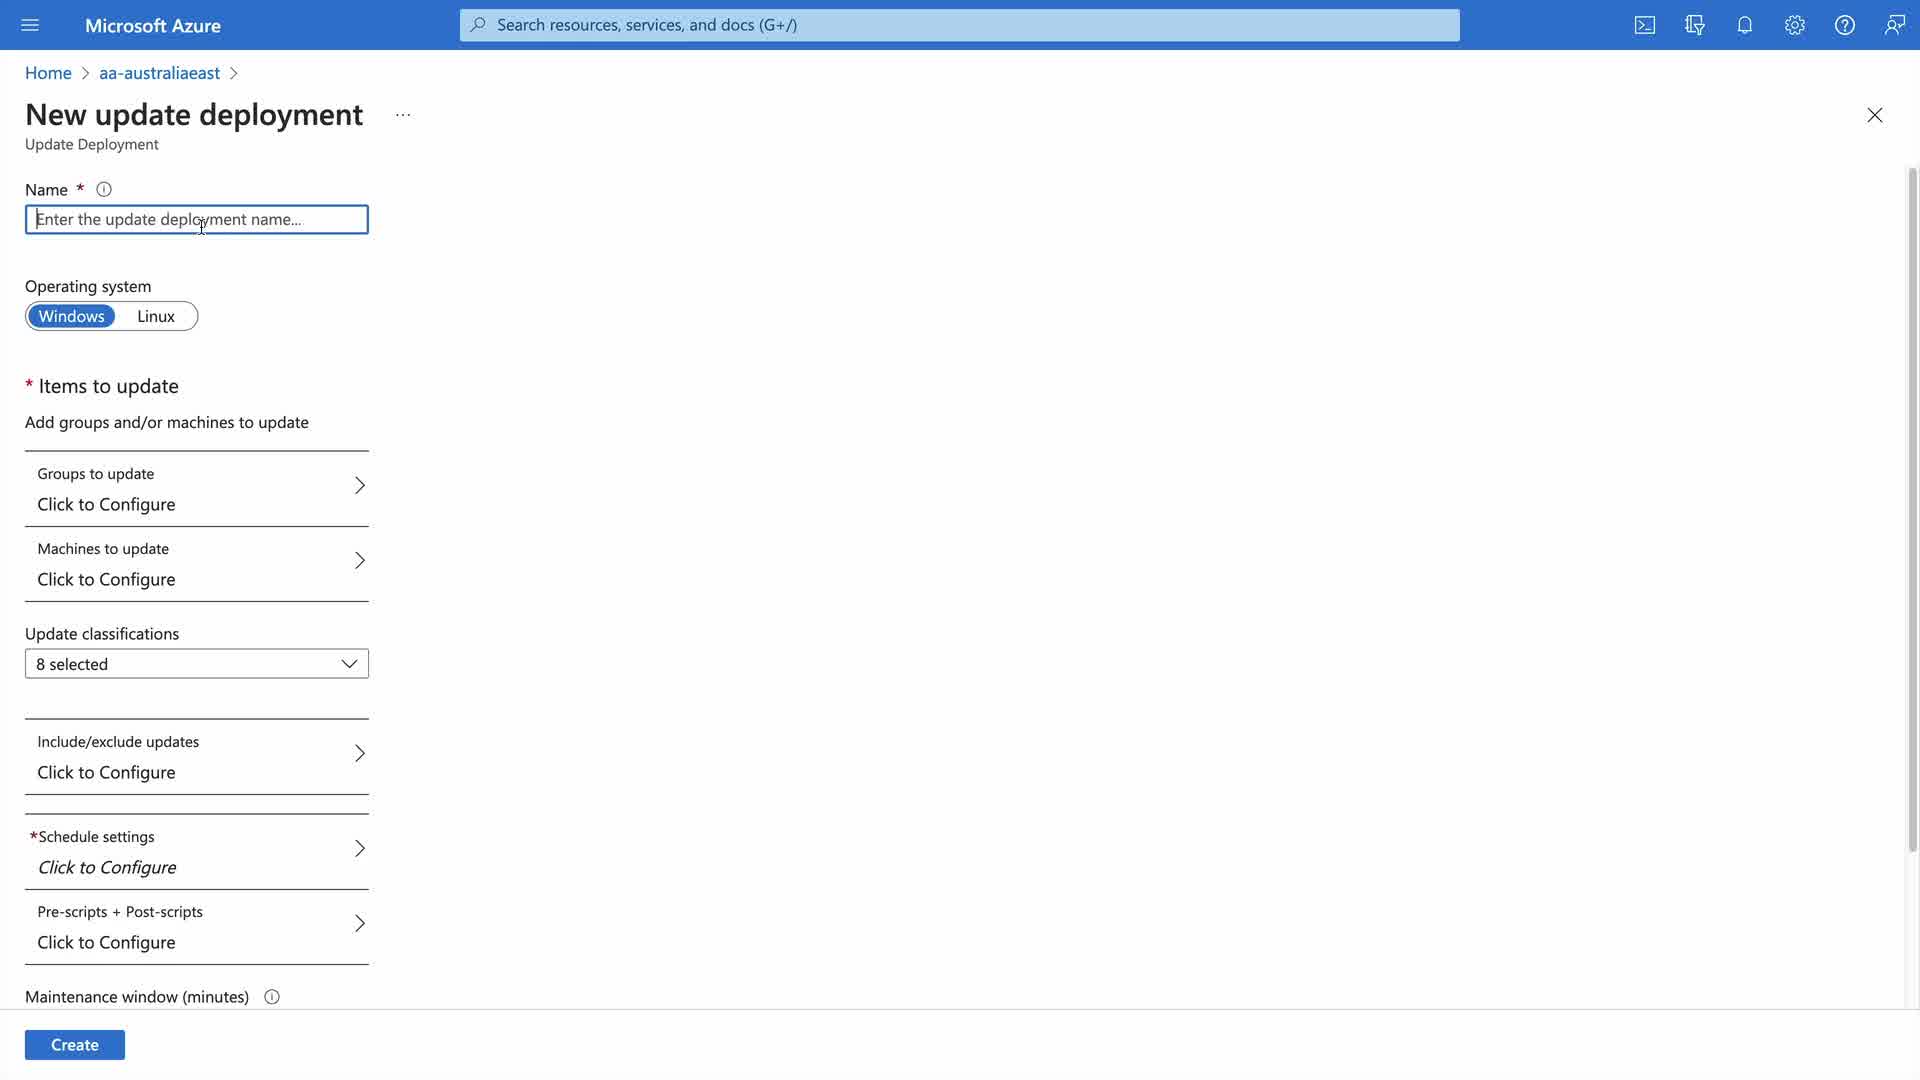 Microsoft Azure
Search resources, services, and docs (G+/)
Home > aa-australiaeast >
New update deployment ...
Update Deployment
Name *
Enter the update deployment name...
Operating system
Windows Linux
* Items to update
Add groups and/or machines to update
Groups to update
Click to Configure
Machines to update
Click to Configure
Update classifications
8 selected
Include/exclude updates
Click to Configure
*Schedule settings
Click to Configure
Pre-scripts + Post-scripts
Click to Configure
Maintenance window (minutes)
Create